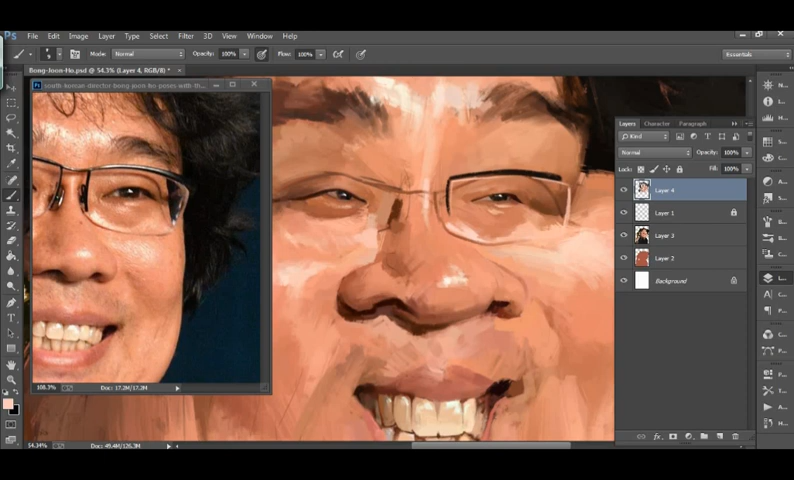 Ps File Edit Image Layer Type Select Filter 3D View Window Help
Mode: Normal Opacity: 100% Flow: 100% Essentials
Bong-Joon-Ho.psd @ 54.3% (Layer 4, RGB/8) * ×
south-korean-director-bong-joon-ho-poses-with-th...
Layers Character Paragraph
Kind
Normal Opacity: 100%
Lock: Fill: 100%
Layer 4
Layer 1
Layer 3
Layer 2
Background
108.3% Doc: 17.2M/17.2M
54.34% Doc: 49.4M/126.3M